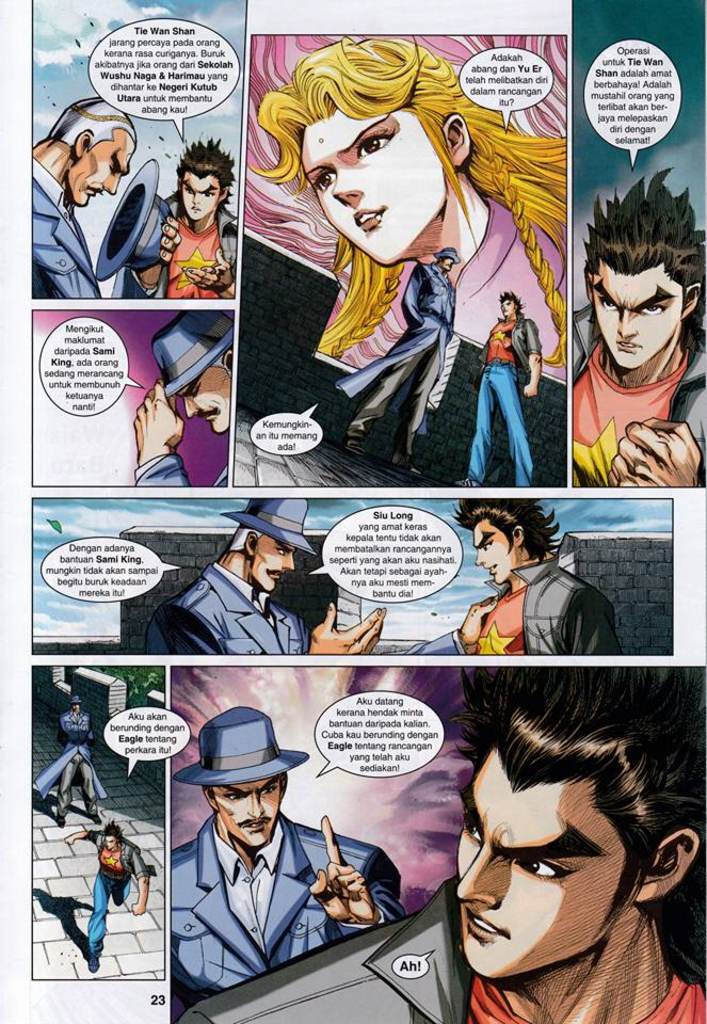 Tie Wan Shan
jarang percaya pada orang
kerana rasa curiganya. Buruk
akibatnya jika orang dari Sekolah
Wushu Naga & Harimau yang
dihantar ke Negeri Kutub
Utara untuk membantu
abang kau!
Adakah
abang dan Yu Er
telah melibatkan diri
dalam rancangan
itu?
Operasi
untuk Tie Wan
Shan adalah amat
berbahaya! Adalah
mustahil orang yang
terlibat akan ber-
jaya melepaskan
diri dengan
selamat!
Mengikut
maklumat
daripada Sami
King, ada orang
sedang merancang
untuk membunuh
ketuanya
nanti!
Kemungkin-
an itu memang
ada!
Dengan adanya
bantuan Sami King,
mungkin tidak akan sampai
begitu buruk keadaan
mereka itu!
Siu Long
yang amat keras
kepala tentu tidak akan
membatalkan rancangannya
seperti yang akan aku nasihati.
Akan tetapi sebagai ayah-
nya aku mesti mem-
bantu dia!
Aku akan
berunding dengan
Eagle tentang
perkara itu!
Aku datang
kerana hendak minta
bantuan daripada kalian.
Cuba kau berunding dengan
Eagle tentang rancangan
yang telah aku
sediakan!
Ah!
23